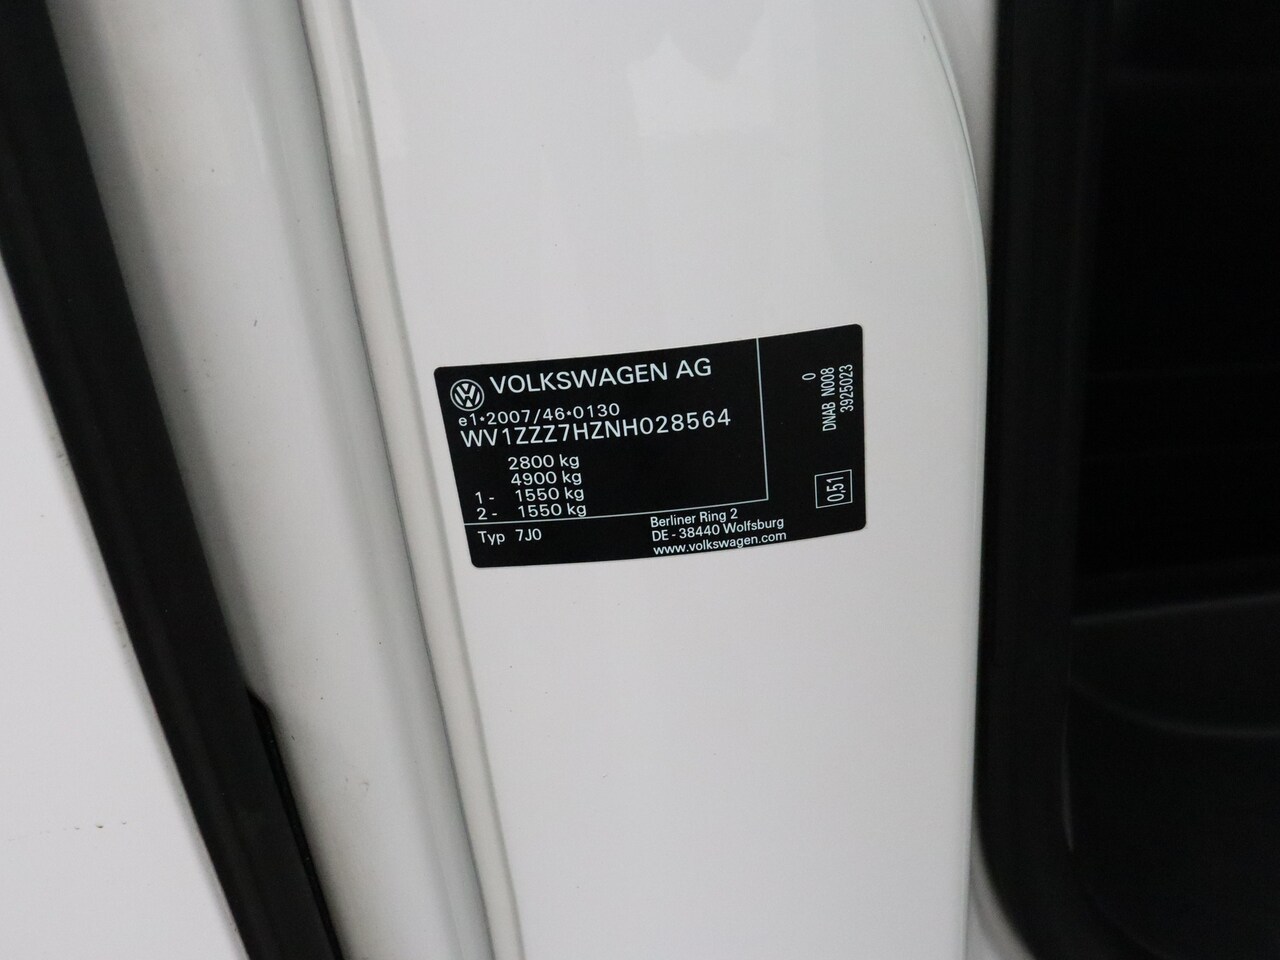 VOLKSWAGEN AG
e1*2007/46*0130
WV1ZZZ7HZNH028564
2800 kg
4900 kg
1 - 1550 kg
2 - 1550 kg
Typ 7J0
Berliner Ring 2
DE - 38440 Wolfsburg
www.volkswagen.com
0
DNAB N008
3925023
0,51